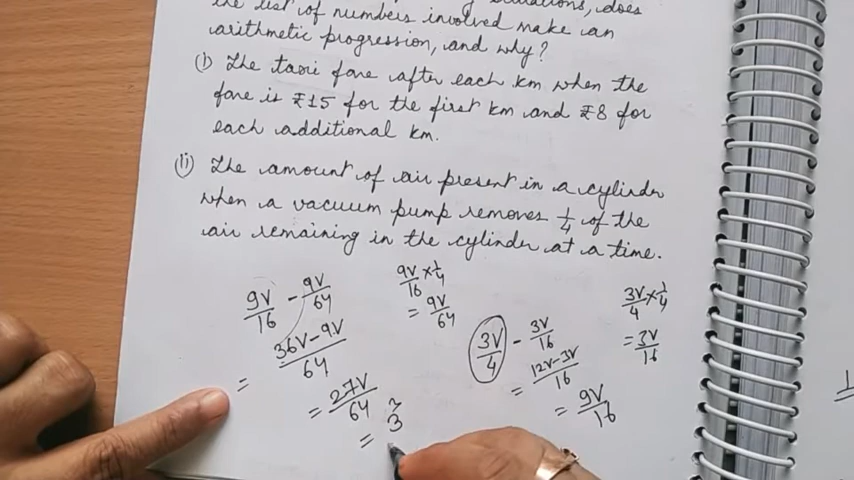 situations, does
the list of numbers involved make an
arithmetic progression, and why?
(i) The taxi fare after each km when the
fare is ₹15 for the first km and ₹8 for
each additional km.
(ii) The amount of air present in a cylinder
when a vacuum pump removes 1/4 of the
air remaining in the cylinder at a time.
9V/16 - 9V/64
= 36V-9V/64
= 27V/64
= 3
9V/16 × 1/4
= 9V/64
3V/4 - 3V/16
= 12V-3V/16
= 9V/16
3V/4 × 1/4
= 3V/16